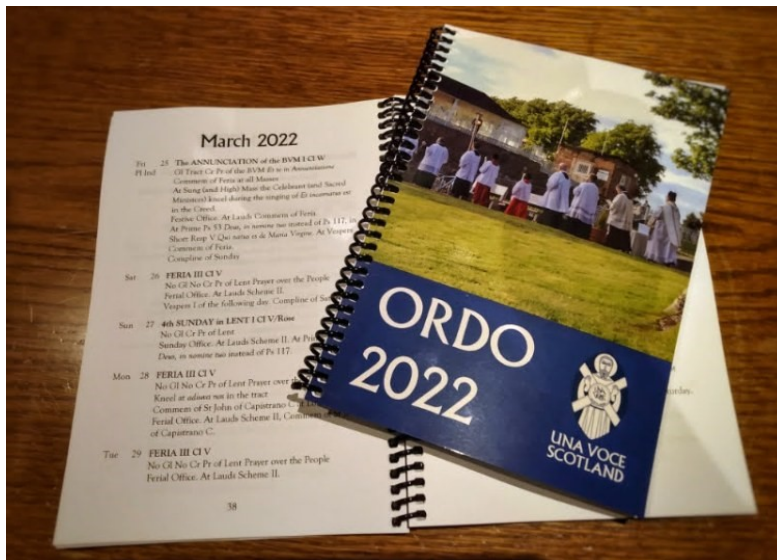 March 2022
Fri 25 The ANNUNCIATION of the BVM I Cl W
Pl Ind Gl Tract Cr Pr of the BVM Et te in Annunciatione
Commem of Feria at all Masses
At Sung (and High) Mass the Celebrant (and Sacred
Ministers) kneel during the singing of Et incarnatus est
in the Creed.
Festive Office. At Lauds Commem of Feria.
At Prime Ps 53 Deus, in nomine tuo instead of Ps 117, in
Short Resp V Qui natus es de Maria Virgine. At Vespers
Commem of Feria.
Compline of Sunday
Sat 26 FERIA III Cl V
No Gl No Cr Pr of Lent Prayer over the People
Ferial Office. At Lauds Scheme II.
Vespers I of the following day. Compline of
Sun 27 4th SUNDAY in LENT I Cl V/Rose
No Gl Cr Pr of Lent
Sunday Office. At Lauds Scheme II. At
Deus, in nomine tuo instead of Ps 117
Mon 28 FERIA III Cl V
No Gl No Cr Pr of Lent Prayer over
Kneel at adiuva nos in the tract
Commem of St John of Capistrano C
Ferial Office. At Lauds Scheme II,
of Capistrano C.
Tue 29 FERIA III Cl V
No Gl No Cr Pr of Lent Prayer over the People
Ferial Office. At Lauds Scheme II.
38
ORDO
2022
UNA VOCE
SCOTLAND